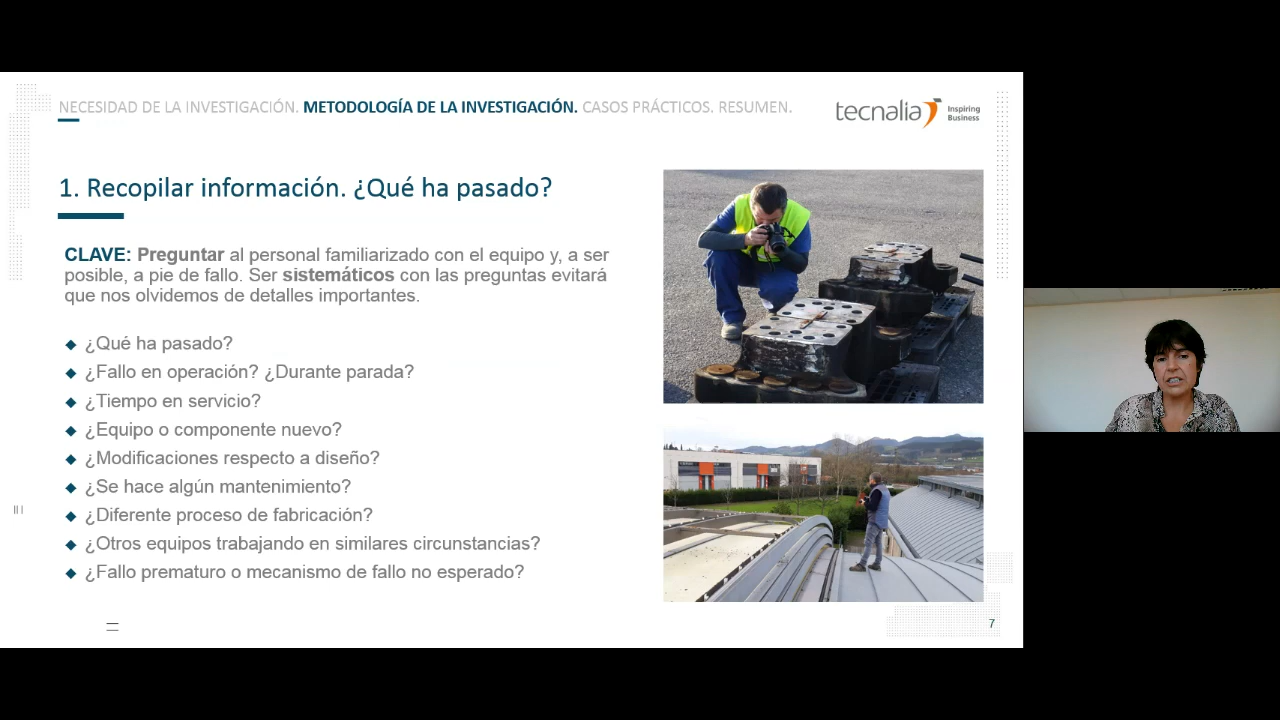 NECESIDAD DE LA INVESTIGACIÓN. METODOLOGÍA DE LA INVESTIGACIÓN. CASOS PRÁCTICOS. RESUMEN.
tecnalia Inspiring
Business
1. Recopilar información. ¿Qué ha pasado?
CLAVE: Preguntar al personal familiarizado con el equipo y, a ser
posible, a pie de fallo. Ser sistemáticos con las preguntas evitará
que nos olvidemos de detalles importantes.
¿Qué ha pasado?
¿Fallo en operación? ¿Durante parada?
¿Tiempo en servicio?
¿Equipo o componente nuevo?
¿Modificaciones respecto a diseño?
¿Se hace algún mantenimiento?
¿Diferente proceso de fabricación?
¿Otros equipos trabajando en similares circunstancias?
¿Fallo prematuro o mecanismo de fallo no esperado?
7